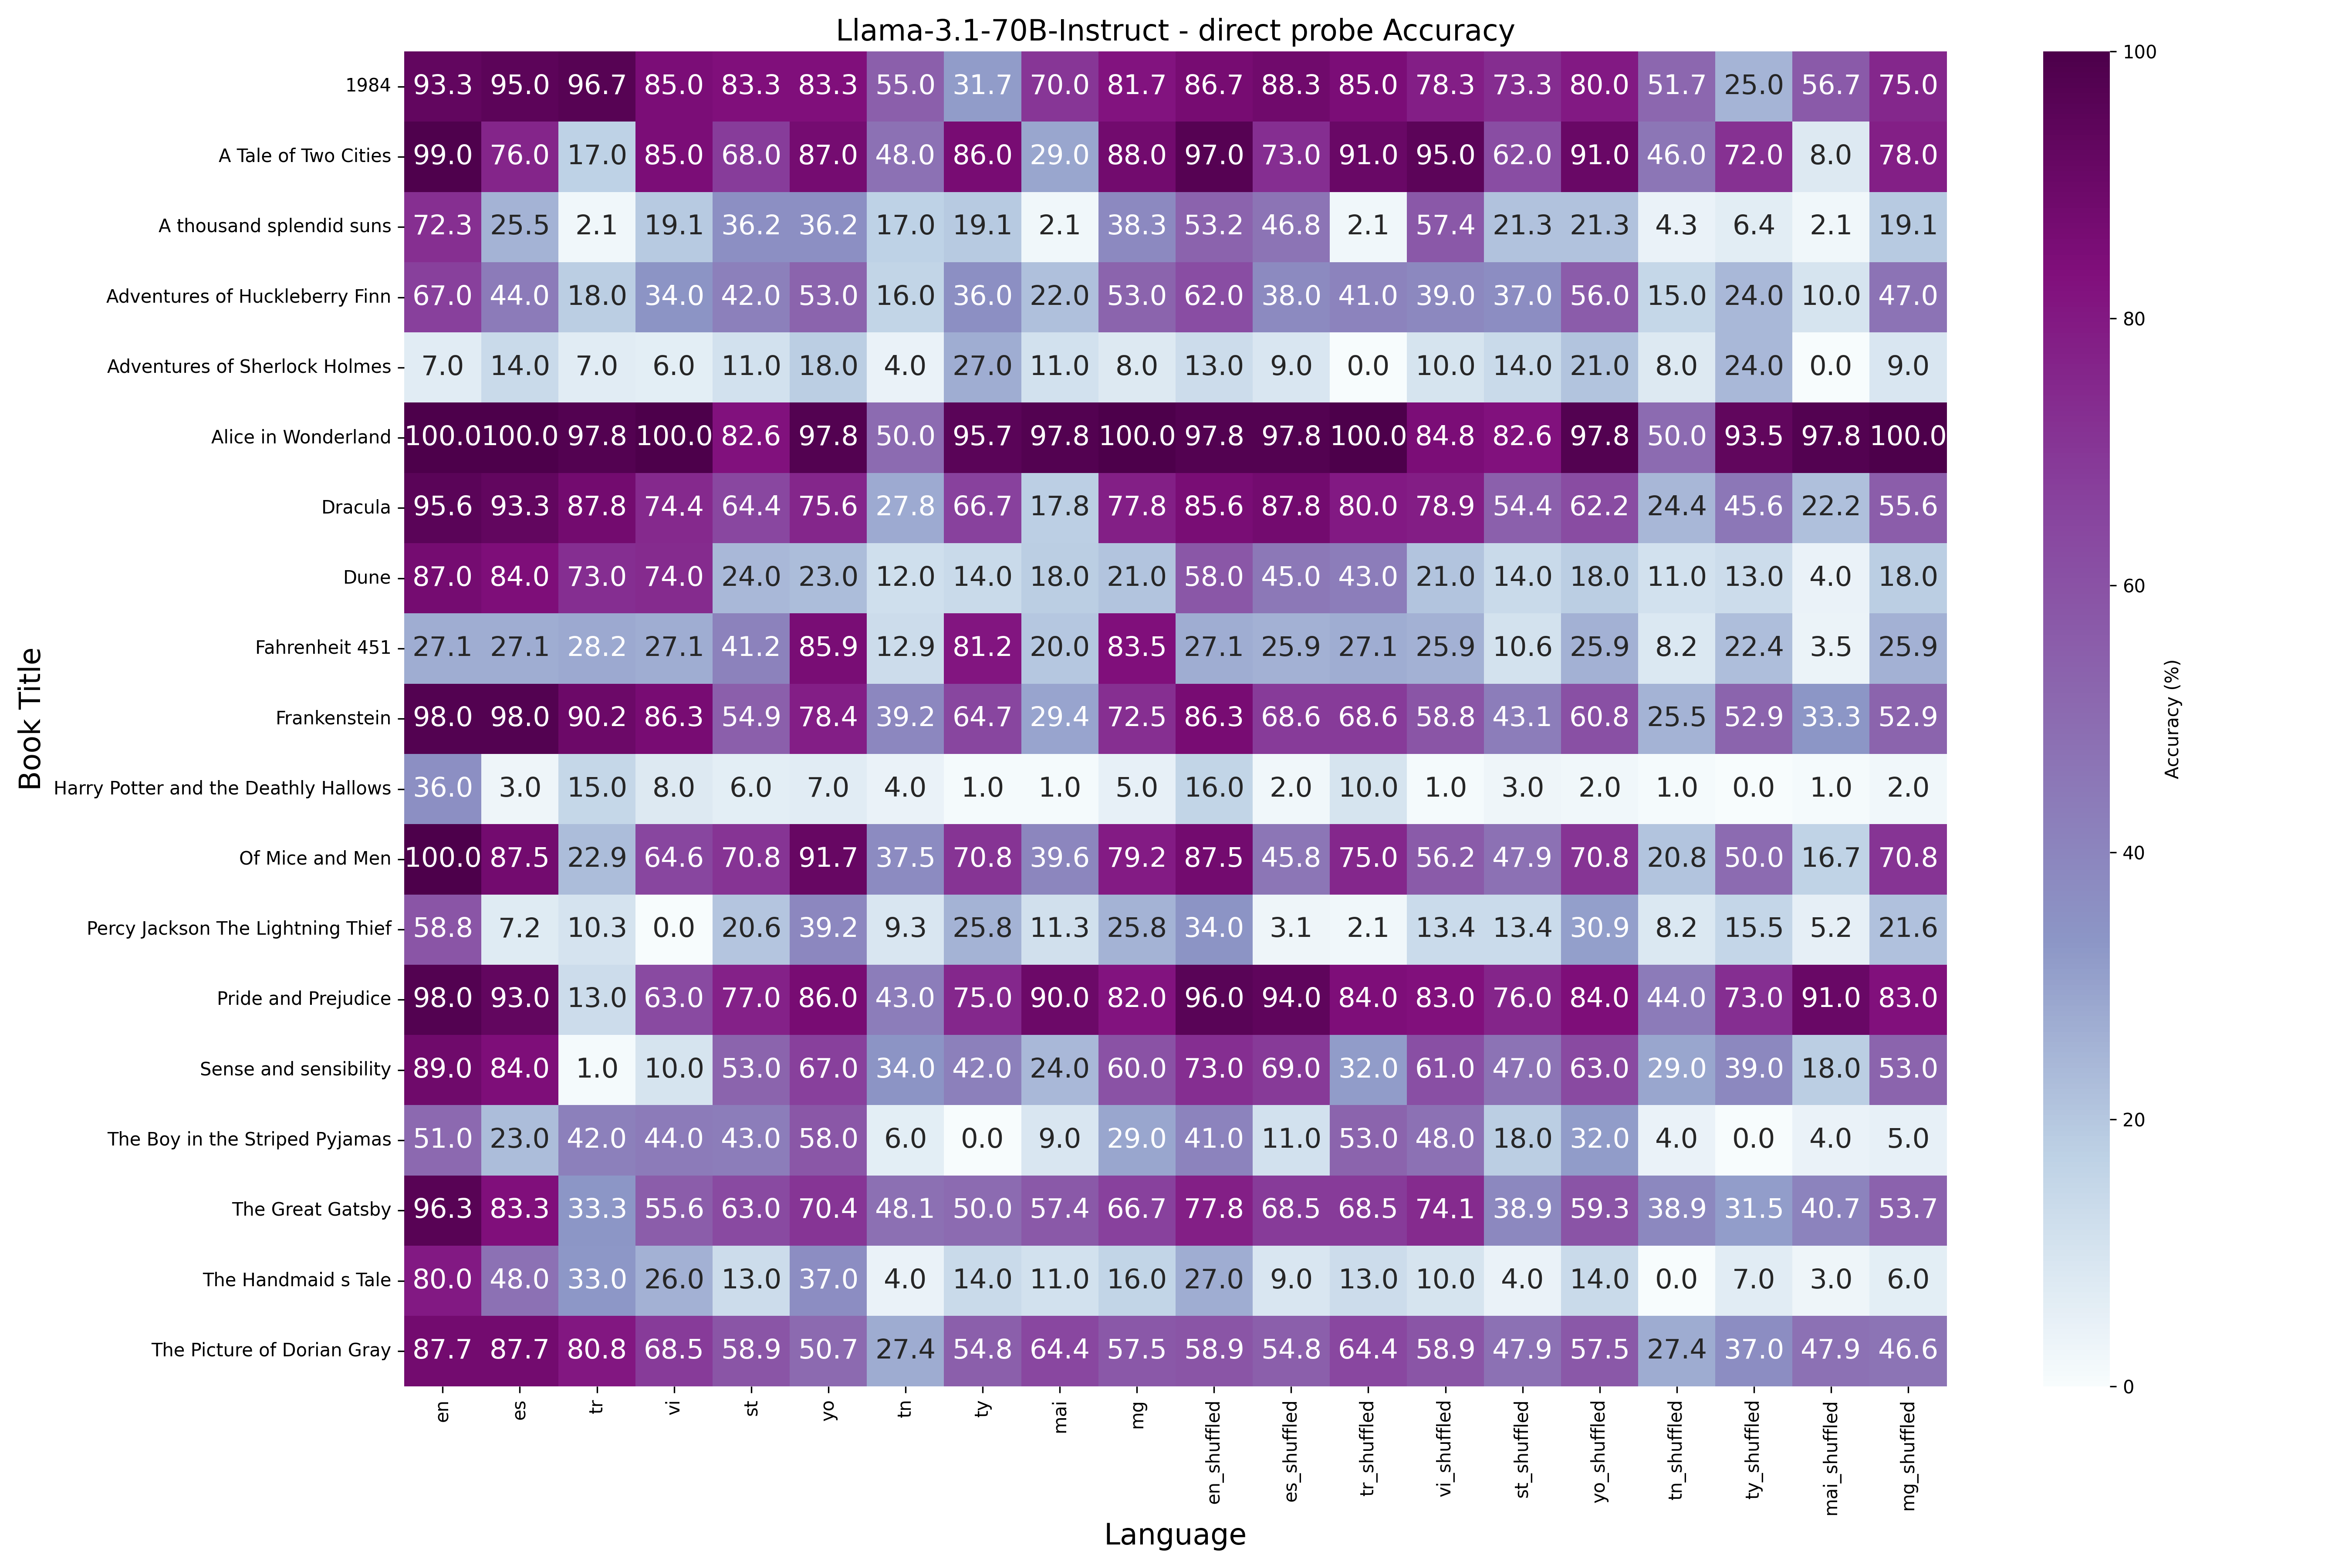 Llama-3.1-70B-Instruct - direct probe Accuracy
Book Title
1984 93.3 95.0 96.7 85.0 83.3 83.3 55.0 31.7 70.0 81.7 86.7 88.3 85.0 78.3 73.3 80.0 51.7 25.0 56.7 75.0
A Tale of Two Cities 99.0 76.0 17.0 85.0 68.0 87.0 48.0 86.0 29.0 88.0 97.0 73.0 91.0 95.0 62.0 91.0 46.0 72.0 8.0 78.0
A thousand splendid suns 72.3 25.5 2.1 19.1 36.2 36.2 17.0 19.1 2.1 38.3 53.2 46.8 2.1 57.4 21.3 21.3 4.3 6.4 2.1 19.1
Adventures of Huckleberry Finn 67.0 44.0 18.0 34.0 42.0 53.0 16.0 36.0 22.0 53.0 62.0 38.0 41.0 39.0 37.0 56.0 15.0 24.0 10.0 47.0
Adventures of Sherlock Holmes 7.0 14.0 7.0 6.0 11.0 18.0 4.0 27.0 11.0 8.0 13.0 9.0 0.0 10.0 14.0 21.0 8.0 24.0 0.0 9.0
Alice in Wonderland 100.0 100.0 97.8 100.0 82.6 97.8 50.0 95.7 97.8 100.0 97.8 97.8 100.0 84.8 82.6 97.8 50.0 93.5 97.8 100.0
Dracula 95.6 93.3 87.8 74.4 64.4 75.6 27.8 66.7 17.8 77.8 85.6 87.8 80.0 78.9 54.4 62.2 24.4 45.6 22.2 55.6
Dune 87.0 84.0 73.0 74.0 24.0 23.0 12.0 14.0 18.0 21.0 58.0 45.0 43.0 21.0 14.0 18.0 11.0 13.0 4.0 18.0
Fahrenheit 451 27.1 27.1 28.2 27.1 41.2 85.9 12.9 81.2 20.0 83.5 27.1 25.9 27.1 25.9 10.6 25.9 8.2 22.4 3.5 25.9
Frankenstein 98.0 98.0 90.2 86.3 54.9 78.4 39.2 64.7 29.4 72.5 86.3 68.6 68.6 58.8 43.1 60.8 25.5 52.9 33.3 52.9
Harry Potter and the Deathly Hallows 36.0 3.0 15.0 8.0 6.0 7.0 4.0 1.0 1.0 5.0 16.0 2.0 10.0 1.0 3.0 2.0 1.0 0.0 1.0 2.0
Of Mice and Men 100.0 87.5 22.9 64.6 70.8 91.7 37.5 70.8 39.6 79.2 87.5 45.8 75.0 56.2 47.9 70.8 20.8 50.0 16.7 70.8
Percy Jackson The Lightning Thief 58.8 7.2 10.3 0.0 20.6 39.2 9.3 25.8 11.3 25.8 34.0 3.1 2.1 13.4 13.4 30.9 8.2 15.5 5.2 21.6
Pride and Prejudice 98.0 93.0 13.0 63.0 77.0 86.0 43.0 75.0 90.0 82.0 96.0 94.0 84.0 83.0 76.0 84.0 44.0 73.0 91.0 83.0
Sense and sensibility 89.0 84.0 1.0 10.0 53.0 67.0 34.0 42.0 24.0 60.0 73.0 69.0 32.0 61.0 47.0 63.0 29.0 39.0 18.0 53.0
The Boy in the Striped Pyjamas 51.0 23.0 42.0 44.0 43.0 58.0 6.0 0.0 9.0 29.0 41.0 11.0 53.0 48.0 18.0 32.0 4.0 0.0 4.0 5.0
The Great Gatsby 96.3 83.3 33.3 55.6 63.0 70.4 48.1 50.0 57.4 66.7 77.8 68.5 68.5 74.1 38.9 59.3 38.9 31.5 40.7 53.7
The Handmaid s Tale 80.0 48.0 33.0 26.0 13.0 37.0 4.0 14.0 11.0 16.0 27.0 9.0 13.0 10.0 4.0 14.0 0.0 7.0 3.0 6.0
The Picture of Dorian Gray 87.7 87.7 80.8 68.5 58.9 50.7 27.4 54.8 64.4 57.5 58.9 54.8 64.4 58.9 47.9 57.5 27.4 37.0 47.9 46.6
en es tr vi st yo tn ty mai mg en_shuffled es_shuffled tr_shuffled vi_shuffled st_shuffled yo_shuffled tn_shuffled ty_shuffled mai_shuffled mg_shuffled
Language
100
80
60
40
20
0
Accuracy (%)